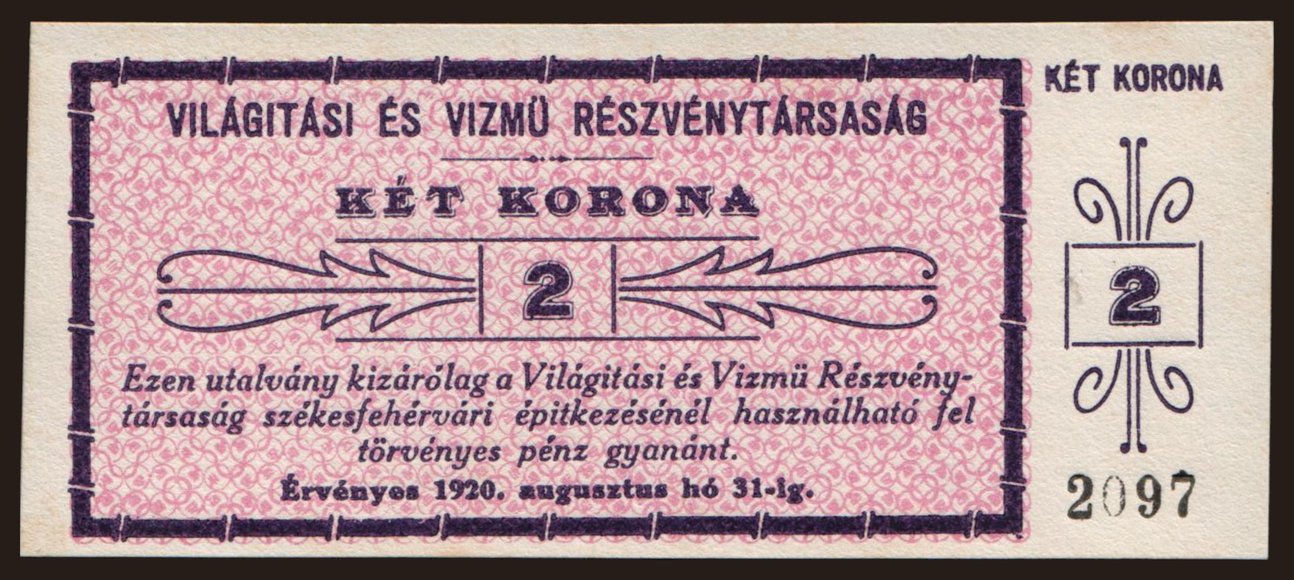 VILÁGITÁSI ÉS VIZMŰ RÉSZVÉNYTÁRSASÁG
KÉT KORONA
2
Ezen utalvány kizárólag a Világitási és Vizmü Részvény-
társaság székesfehérvári épitkezésénél használható fel
törvényes pénz gyanánt.
Érvényes 1920. augusztus hó 31-ig.
KÉT KORONA
2
2097